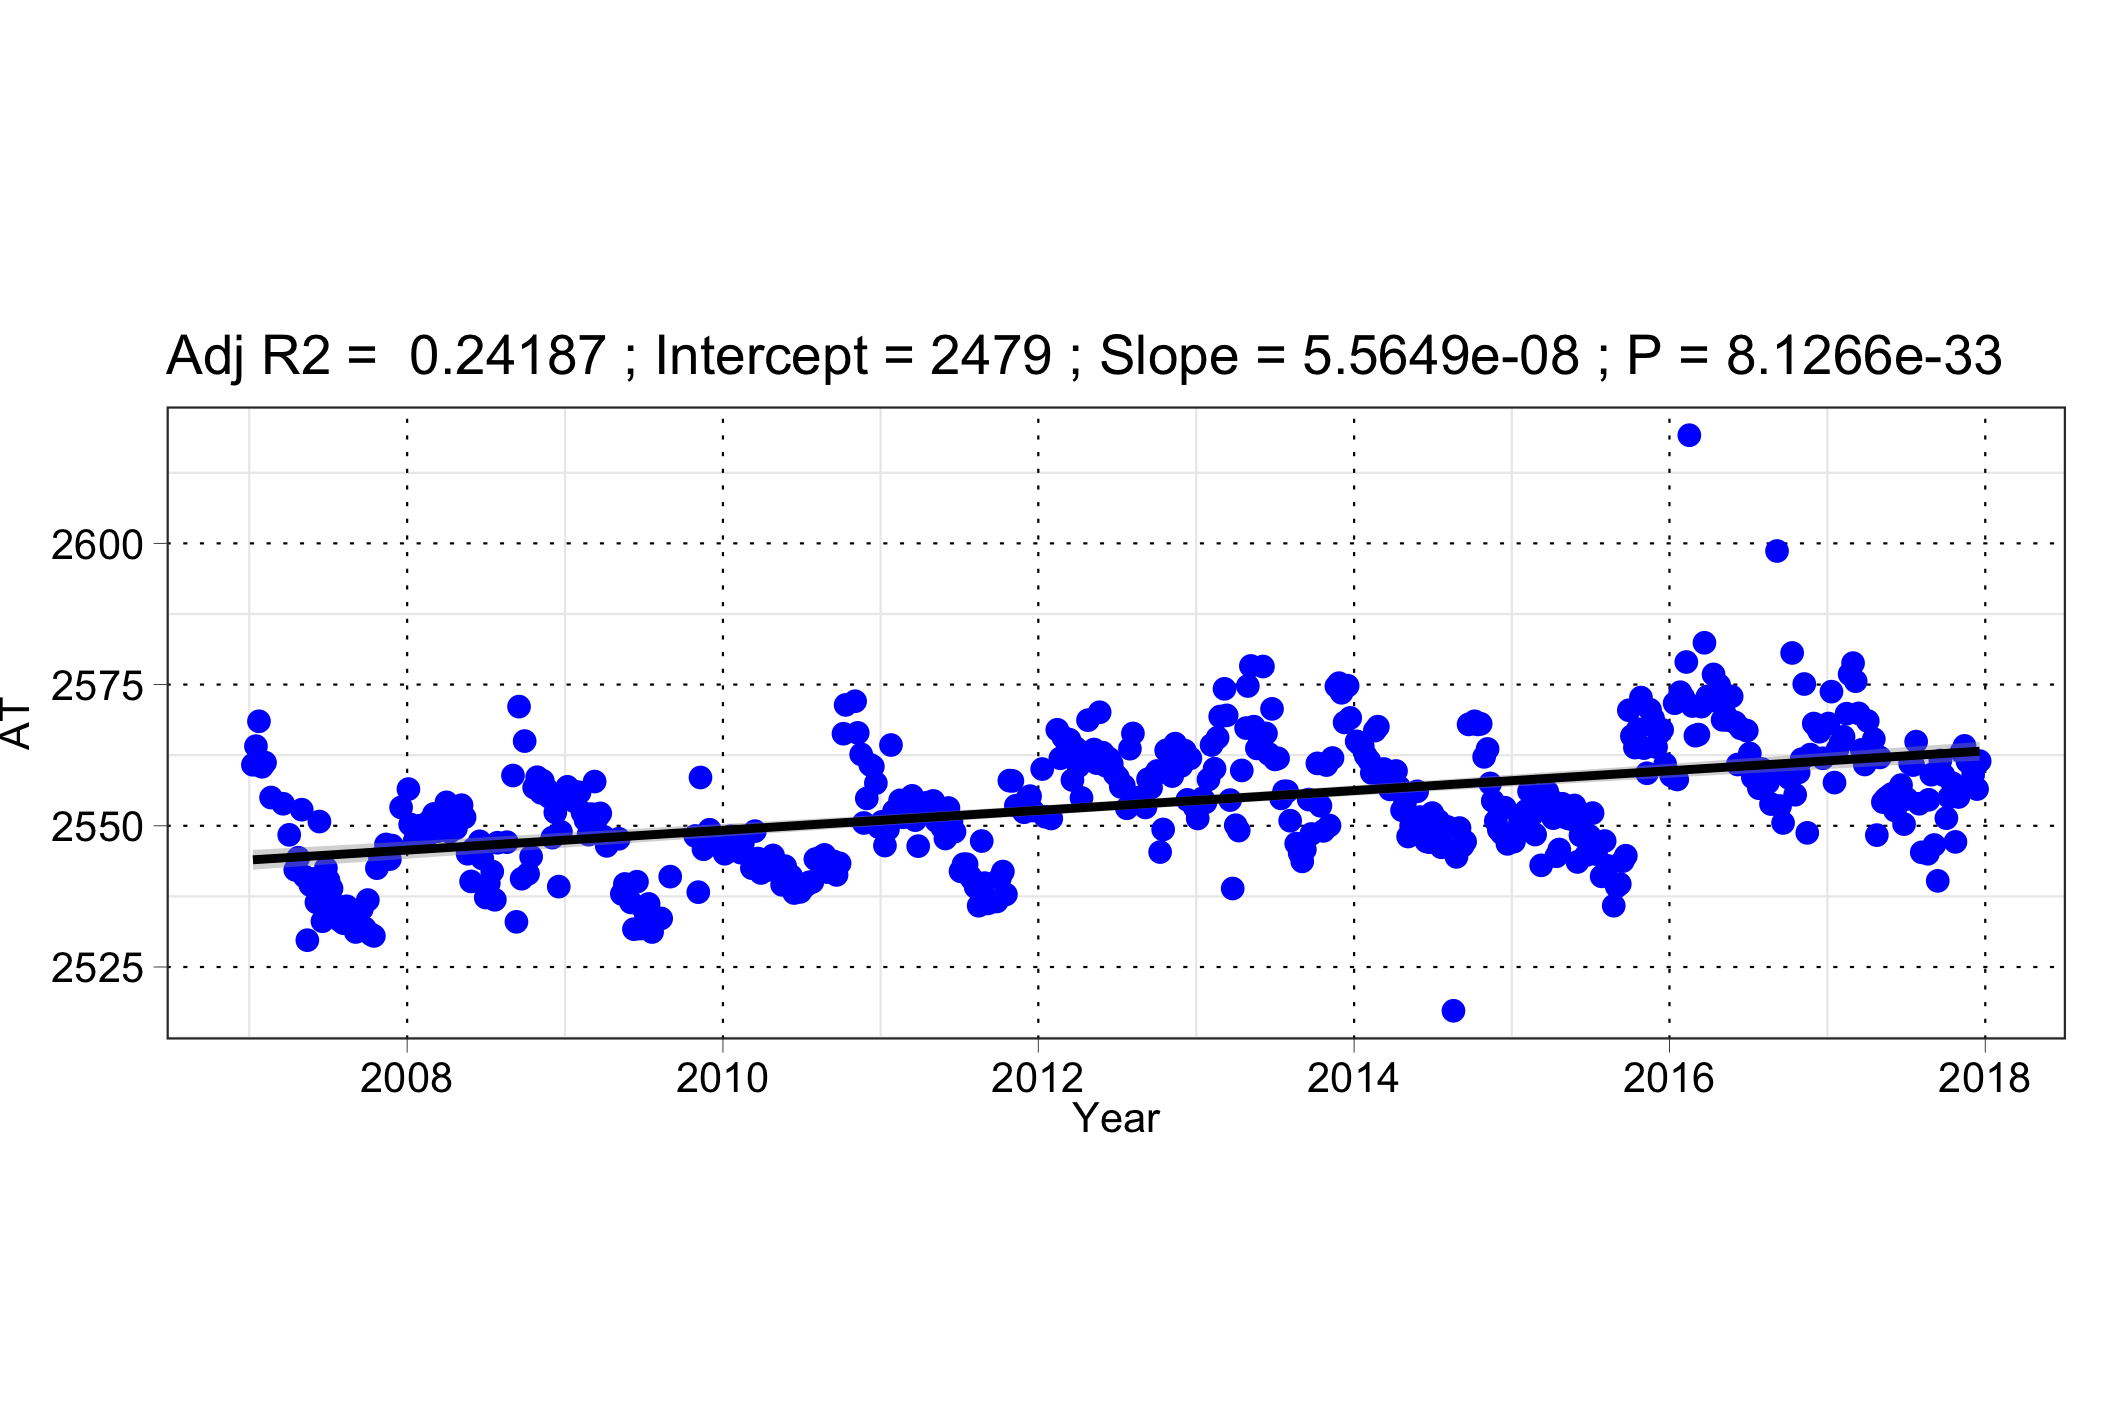 Adj R2 =  0.24187 ; Intercept = 2479 ; Slope = 5.5649e-08 ; P = 8.1266e-33
2600
2575
2550
2525
AT
2008 2010 2012 2014 2016 2018
Year